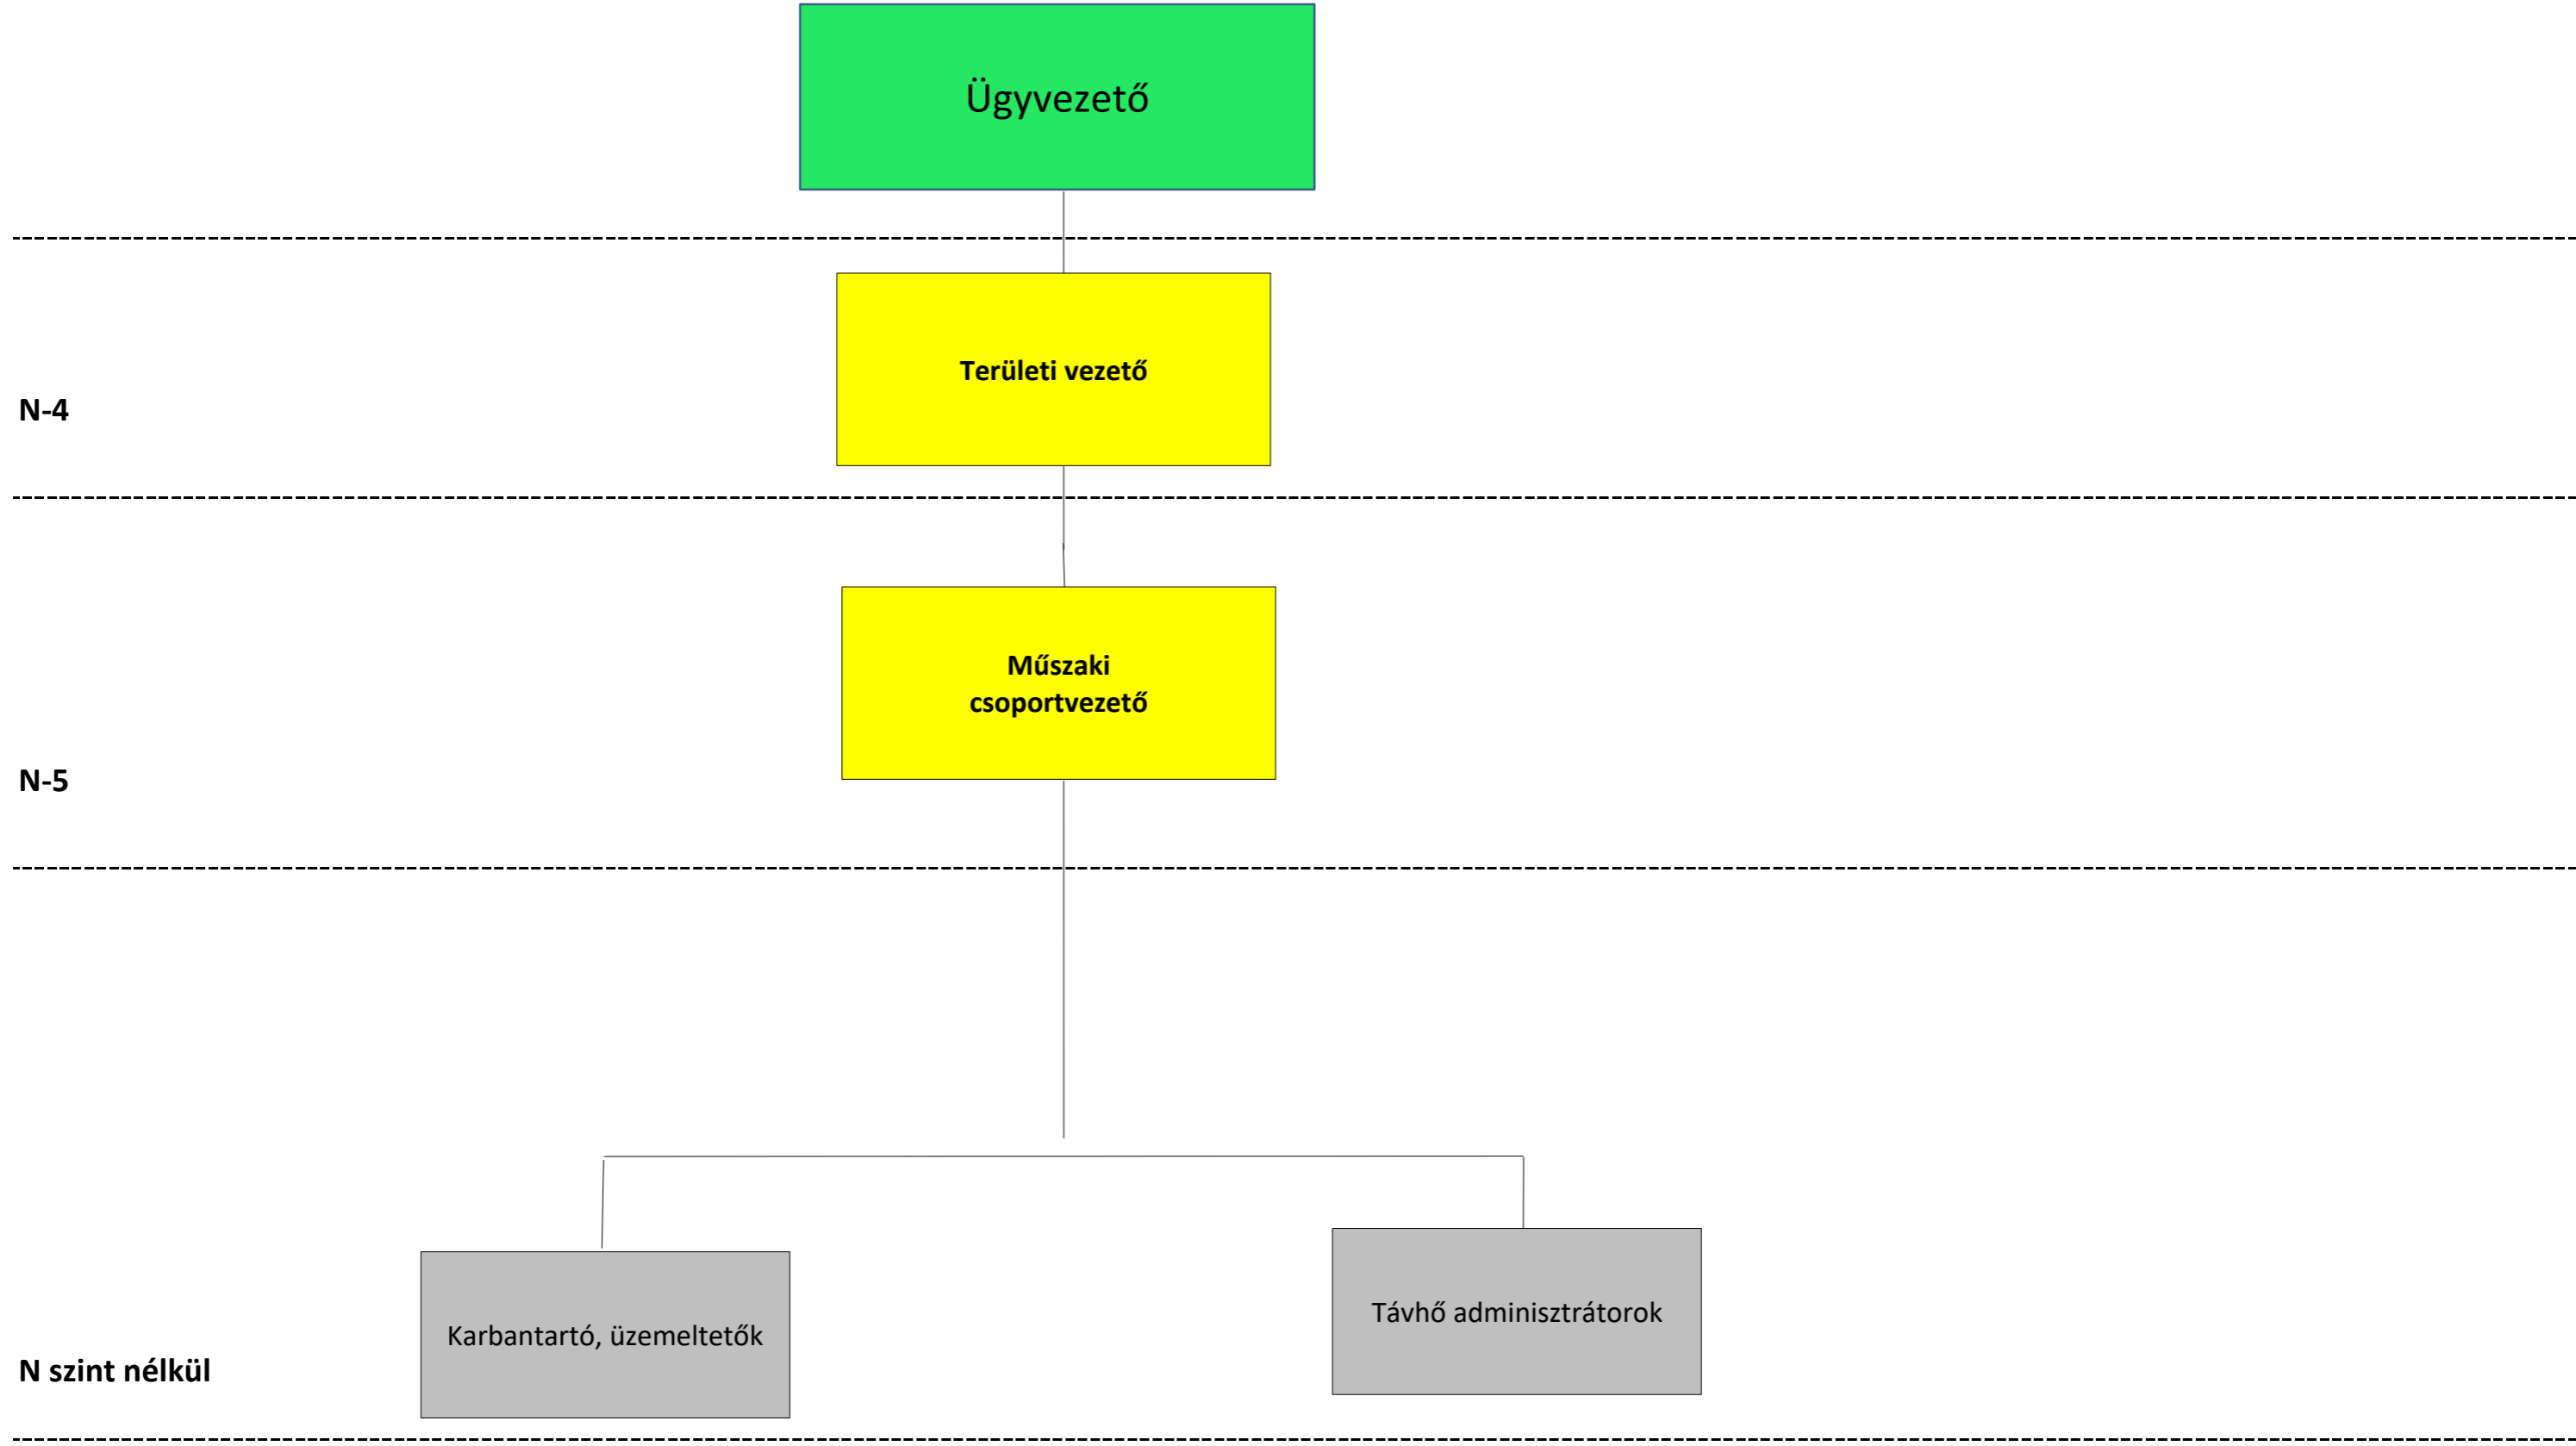 Ügyvezető
Területi vezető
N-4
Műszaki
csoportvezető
N-5
Távhő adminisztrátorok
Karbantartó, üzemeltetők
N szint nélkül